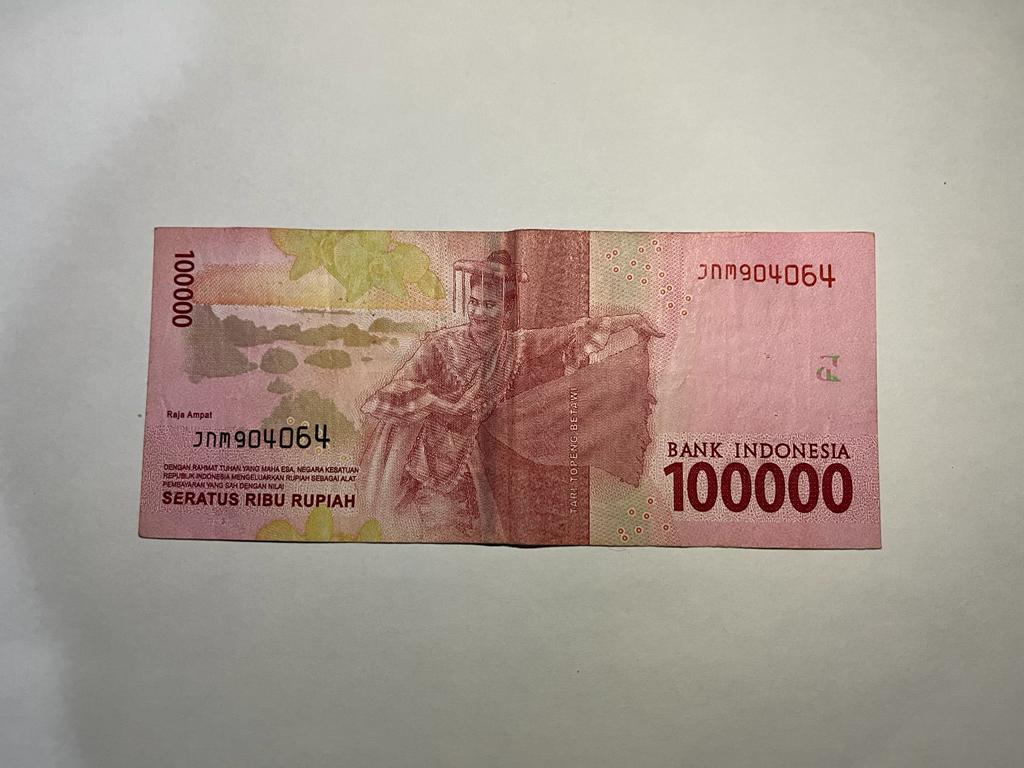 100000
JNM904064
Raja Ampat
JNM904064
DENGAN RAHMAT TUHAN YANG MAHA ESA, NEGARA KESATUAN
REPUBLIK INDONESIA MENGELUARKAN RUPIAH SEBAGAI ALAT
PEMBAYARAN YANG SAH DENGAN NILAI
SERATUS RIBU RUPIAH
TARI TOPENG BETAWI
BANK INDONESIA
100000